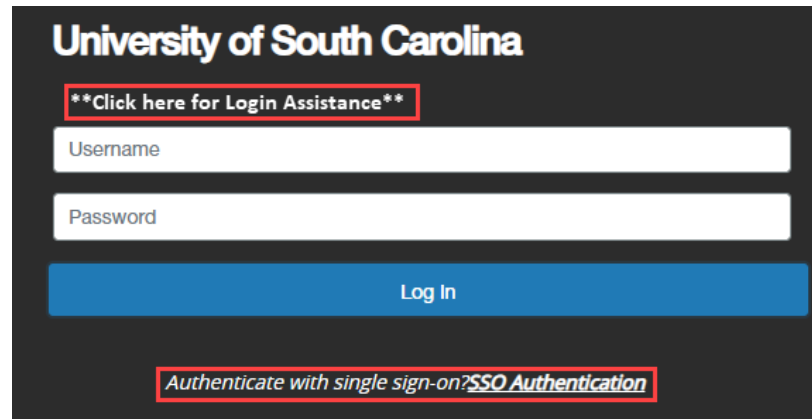 University of South Carolina
**Click here for Login Assistance**
Username
Password
Log In
Authenticate with single sign-on?SSO Authentication